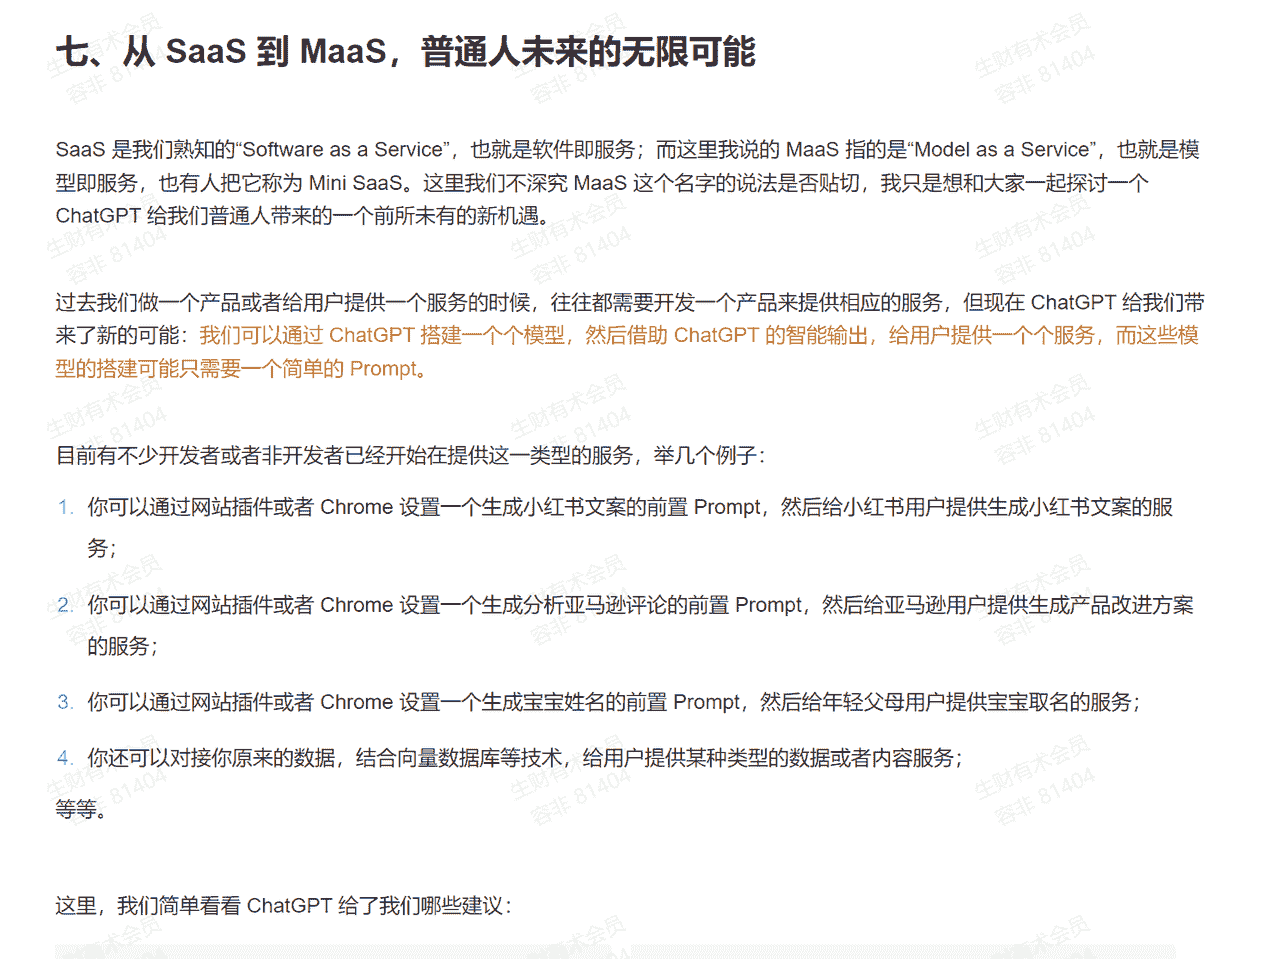 七、从 SaaS 到 MaaS，普通人未来的无限可能
SaaS 是我们熟知的“Software as a Service”，也就是软件即服务；而这里我说的 MaaS 指的是“Model as a Service”，也就是模
型即服务，也有人把它称为 Mini SaaS。这里我们不深究 MaaS 这个名字的说法是否贴切，我只是想和大家一起探讨一个
ChatGPT 给我们普通人带来的一个前所未有的新机遇。
过去我们做一个产品或者给用户提供一个服务的时候，往往都需要开发一个产品来提供相应的服务，但现在 ChatGPT 给我们带
来了新的可能：我们可以通过 ChatGPT 搭建一个个模型，然后借助 ChatGPT 的智能输出，给用户提供一个个服务，而这些模
型的搭建可能只需要一个简单的 Prompt。
目前有不少开发者或者非开发者已经开始在提供这一类型的服务，举几个例子：
1. 你可以通过网站插件或者 Chrome 设置一个生成小红书文案的前置 Prompt，然后给小红书用户提供生成小红书文案的服
务；
2. 你可以通过网站插件或者 Chrome 设置一个生成分析亚马逊评论的前置 Prompt，然后给亚马逊用户提供生成产品改进方案
的服务；
3. 你可以通过网站插件或者 Chrome 设置一个生成宝宝姓名的前置 Prompt，然后给年轻父母用户提供宝宝取名的服务；
4. 你还可以对接你原来的数据，结合向量数据库等技术，给用户提供某种类型的数据或者内容服务；
等等。
这里，我们简单看看 ChatGPT 给了我们哪些建议：
生财有术会员
容非 81404